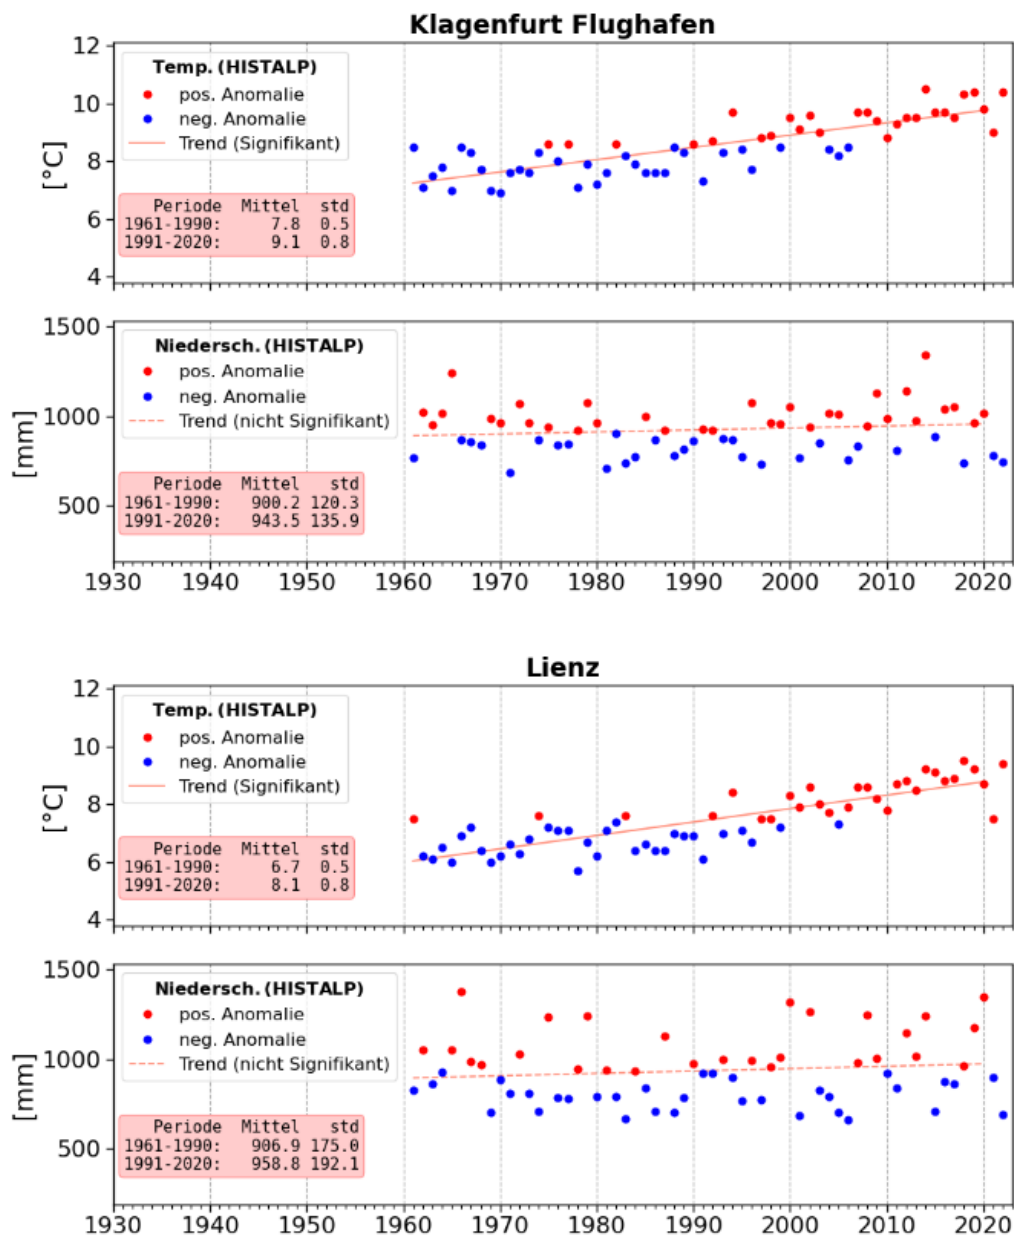 Klagenfurt Flughafen
12
10
8
6
4
[°C]
Temp. (HISTALP)
pos. Anomalie
neg. Anomalie
Trend (Signifikant)
Periode Mittel std
1961-1990: 7.8 0.5
1991-2020: 9.1 0.8
1500
1000
500
[mm]
Niedersch. (HISTALP)
pos. Anomalie
neg. Anomalie
Trend (nicht Signifikant)
Periode Mittel std
1961-1990: 900.2 120.3
1991-2020: 943.5 135.9
1930 1940 1950 1960 1970 1980 1990 2000 2010 2020
Lienz
12
10
8
6
4
[°C]
Temp. (HISTALP)
pos. Anomalie
neg. Anomalie
Trend (Signifikant)
Periode Mittel std
1961-1990: 6.7 0.5
1991-2020: 8.1 0.8
1500
1000
500
[mm]
Niedersch. (HISTALP)
pos. Anomalie
neg. Anomalie
Trend (nicht Signifikant)
Periode Mittel std
1961-1990: 906.9 175.0
1991-2020: 958.8 192.1
1930 1940 1950 1960 1970 1980 1990 2000 2010 2020